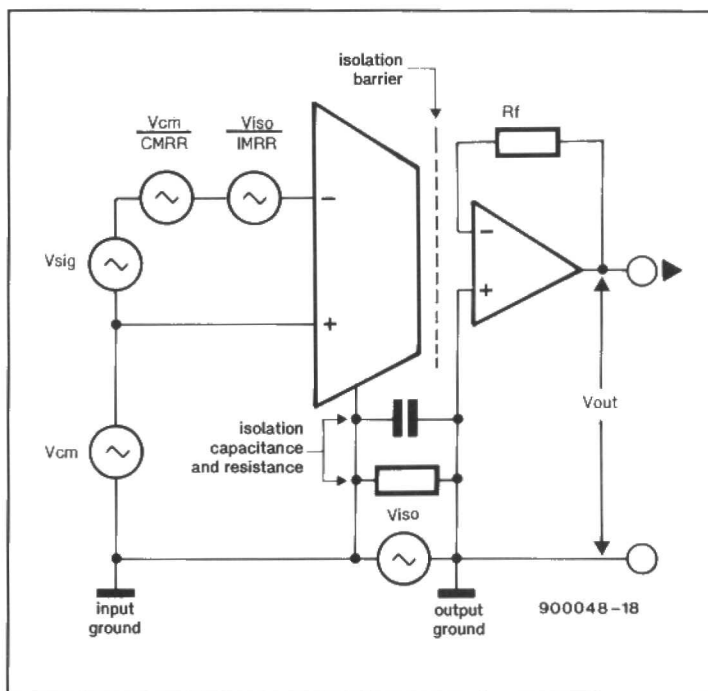 isolation
barrier
Rf
Vcm
CMRR
Viso
IMRR
−
−
Vsig
+
+
Vout
Vcm
isolation
capacitance
and resistance
Viso
input
ground
output
ground
900048-18